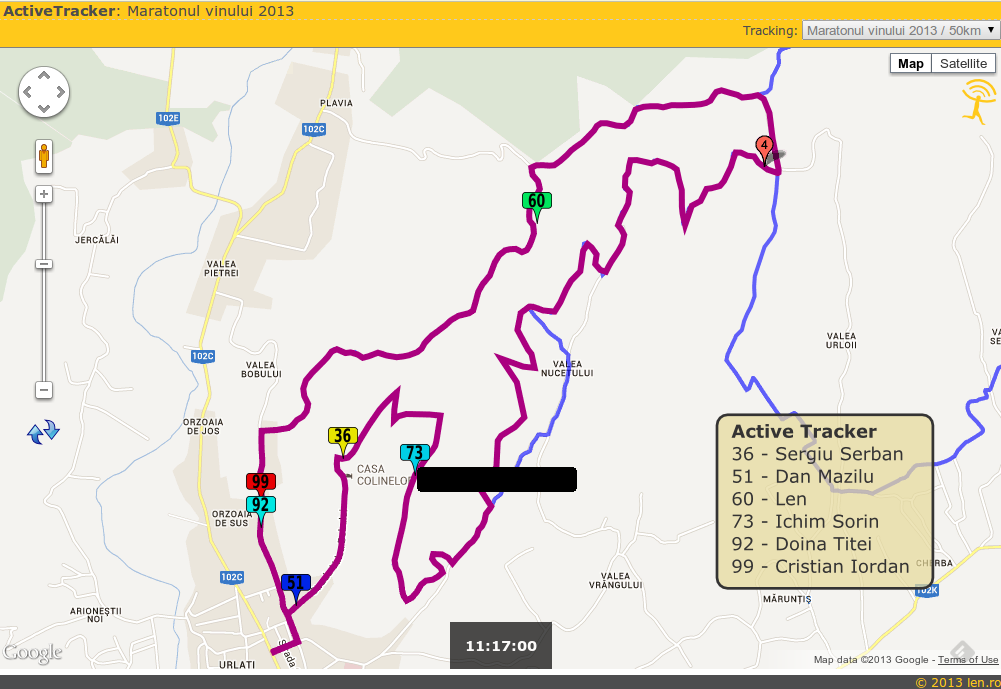 ActiveTracker: Maratonul vinului 2013
Tracking: Maratonul vinului 2013 / 50km
Map Satellite
PLAVIA
102E
102C
4
60
JERCĂLĂI
VALEA
PIETREI
VALEA
URLOII
102C
VALEA
BOBULUI
VALEA
NUCETULUI
ORZOAIA
DE JOS
36
73
CASA
99
92
ORZOAIA
DE SUS
Active Tracker
36 - Sergiu Serban
51 - Dan Mazilu
60 - Len
73 - Ichim Sorin
92 - Doina Titei
99 - Cristian Iordan
102C
51
VALEA
VRÂNGULUI
102K
MĂRUNȚIȘ
ARIONEȘTII
NOI
11:17:00
URLATI
Google
Map data ©2013 Google - Terms of Use
© 2013 len.ro